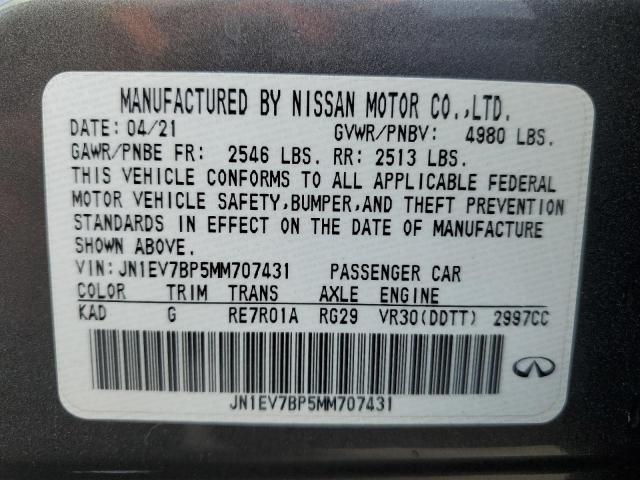 MANUFACTURED BY NISSAN MOTOR CO.,LTD.
DATE: 04/21 GVWR/PNBV: 4980 LBS.
GAWR/PNBE FR: 2546 LBS. RR: 2513 LBS.
THIS VEHICLE CONFORMS TO ALL APPLICABLE FEDERAL
MOTOR VEHICLE SAFETY,BUMPER,AND THEFT PREVENTION
STANDARDS IN EFFECT ON THE DATE OF MANUFACTURE
SHOWN ABOVE.
VIN:JN1EV7BP5MM707431 PASSENGER CAR
COLOR TRIM TRANS AXLE ENGINE
KAD G RE7R01A RG29 VR30(DDTT) 2997CC
JN1EV7BP5MM707431